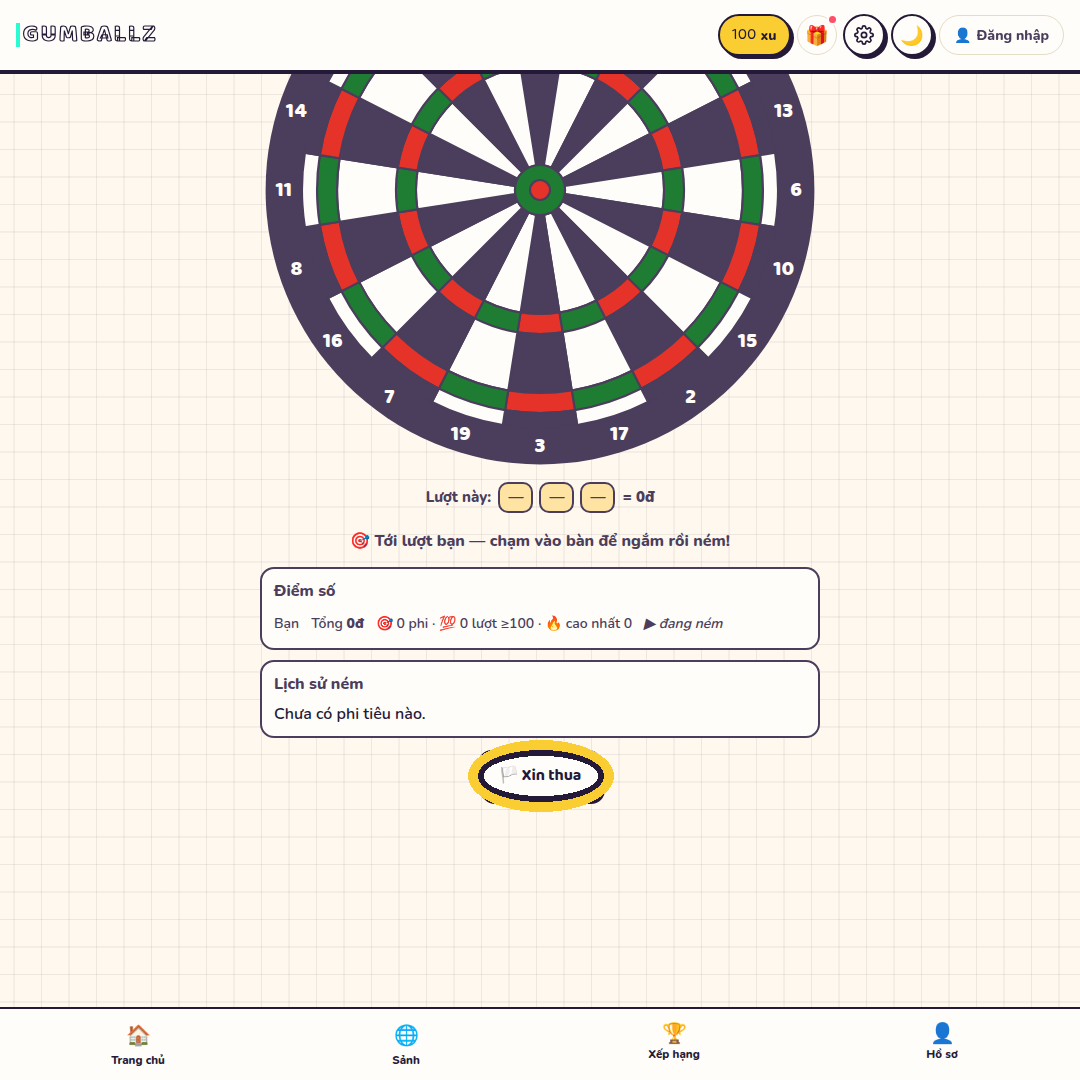 GUMBALLZ
100 xu
Đăng nhập
14
13
11
6
8
10
16
15
7
2
19
17
3
Lượt này: — — — = 0đ
🎯 Tới lượt bạn — chạm vào bàn để ngắm rồi ném!
Điểm số
Bạn Tổng 0đ 🎯 0 phi · 💯 0 lượt ≥100 · 🔥 cao nhất 0 ▶ đang ném
Lịch sử ném
Chưa có phi tiêu nào.
🏳️ Xin thua
Trang chủ
Sảnh
Xếp hạng
Hồ sơ